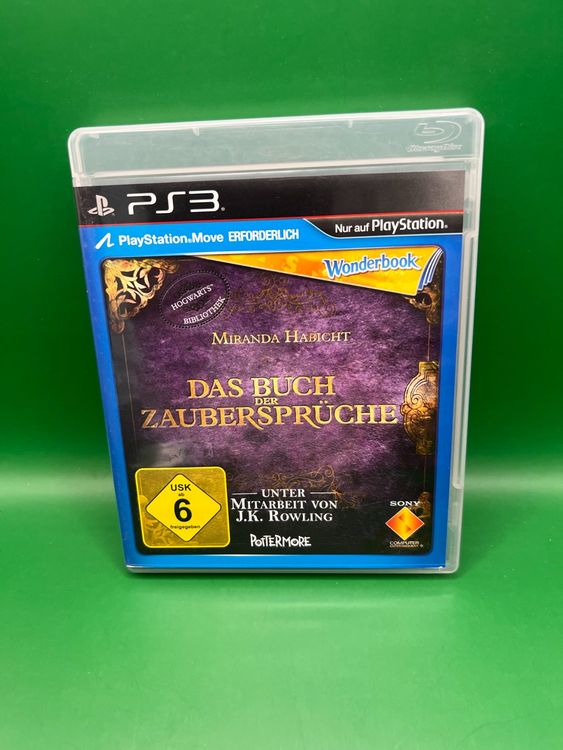 Blu-ray Disc
PS3
Nur auf PlayStation®
PlayStation®Move ERFORDERLICH
Wonderbook™
HOGWARTS
BIBLIOTHEK
MIRANDA HABICHT
DAS BUCH
DER
ZAUBERSPRÜCHE
USK
ab
6
freigegeben
UNTER
MITARBEIT VON
J.K. ROWLING
POTTERMORE
SONY
COMPUTER
ENTERTAINMENT